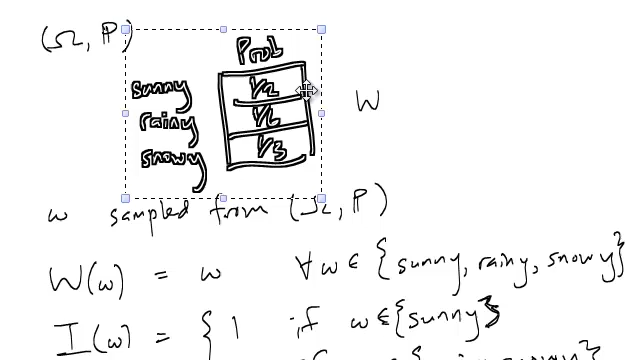 (Ω, ℙ)
Prob
sunny 1/2
rainy 1/6
snowy 1/3
W
ω sampled from (Ω, ℙ)
W(ω) = ω ∀ω ∈ {sunny, rainy, snowy}
I(ω) = { 1 if ω ∈ {sunny}